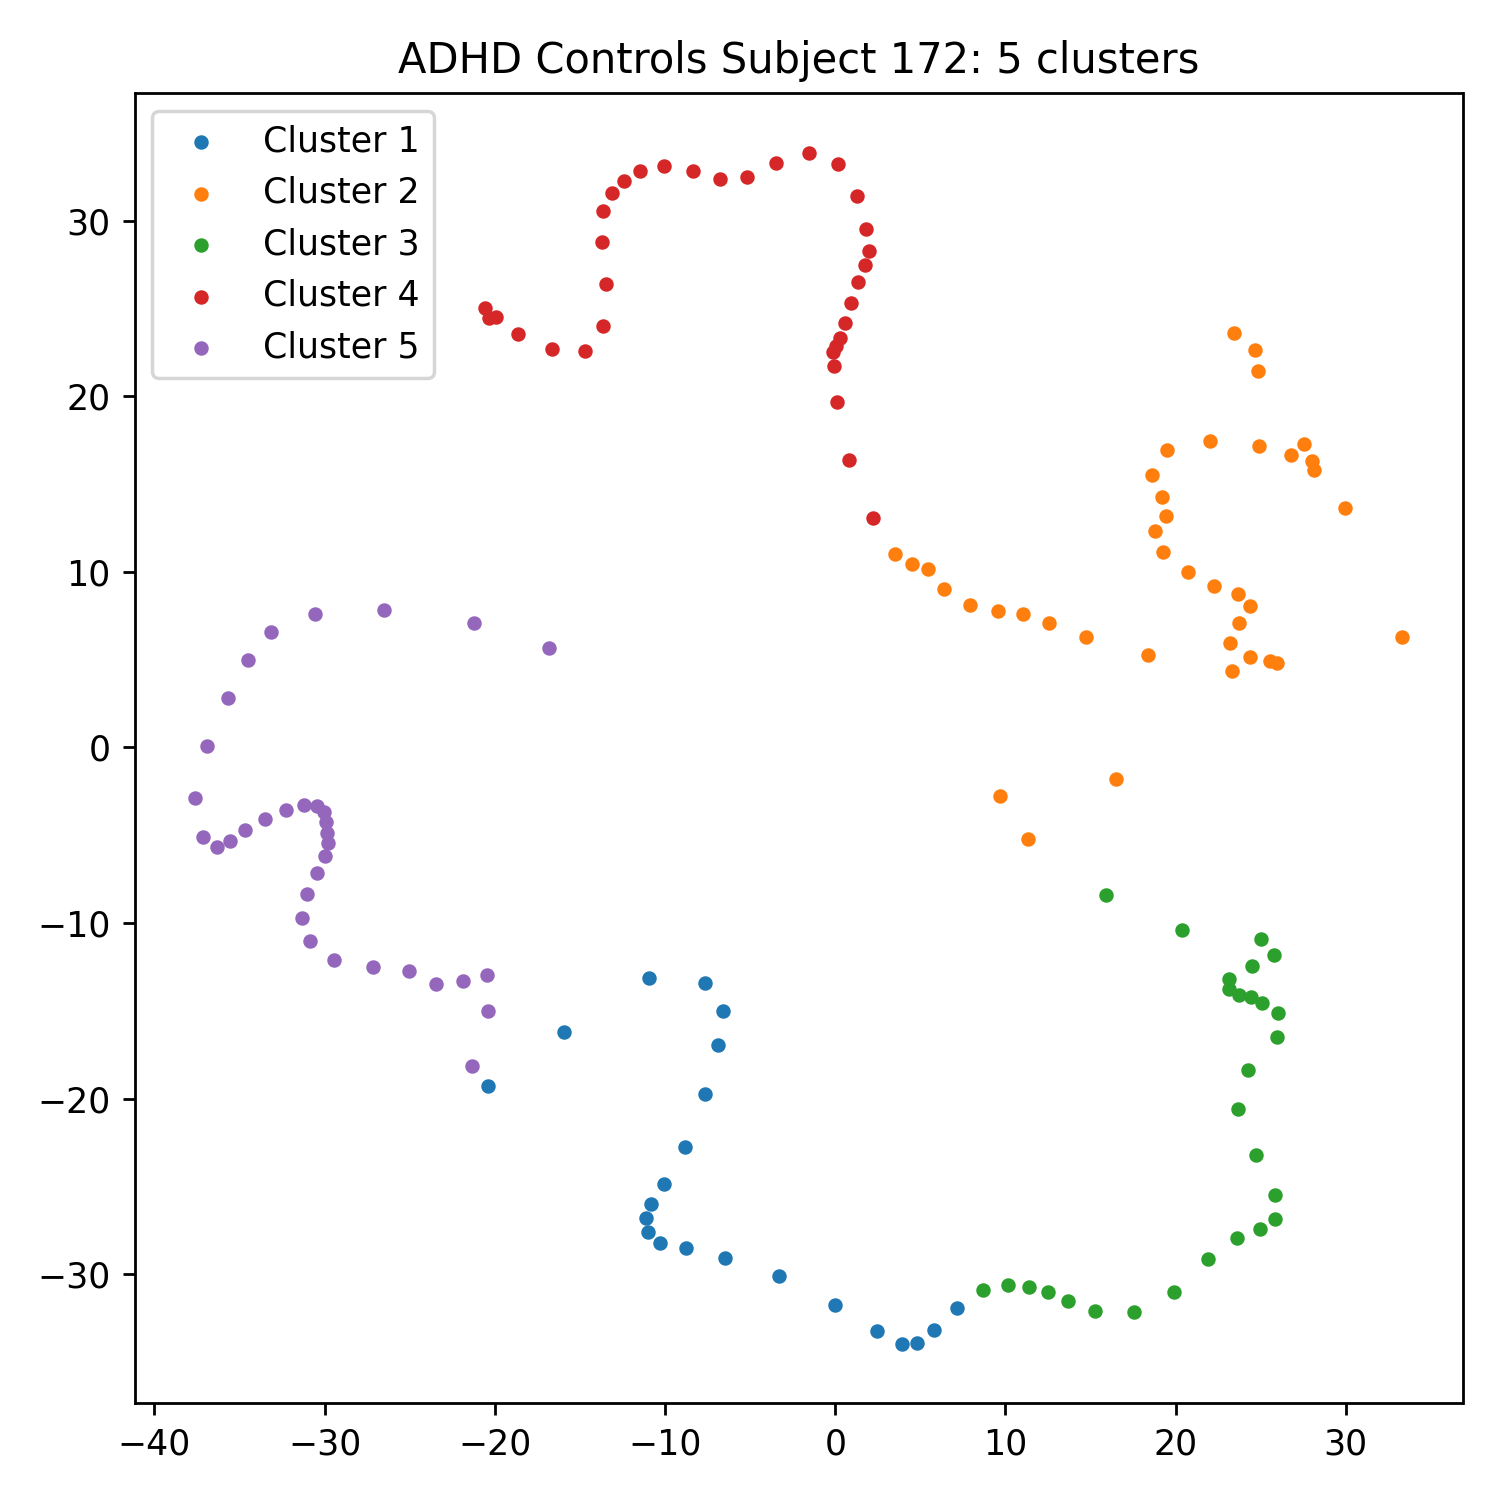 ADHD Controls Subject 172: 5 clusters
Cluster 1
Cluster 2
Cluster 3
Cluster 4
Cluster 5
30
20
10
0
−10
−20
−30
−40 −30 −20 −10 0 10 20 30